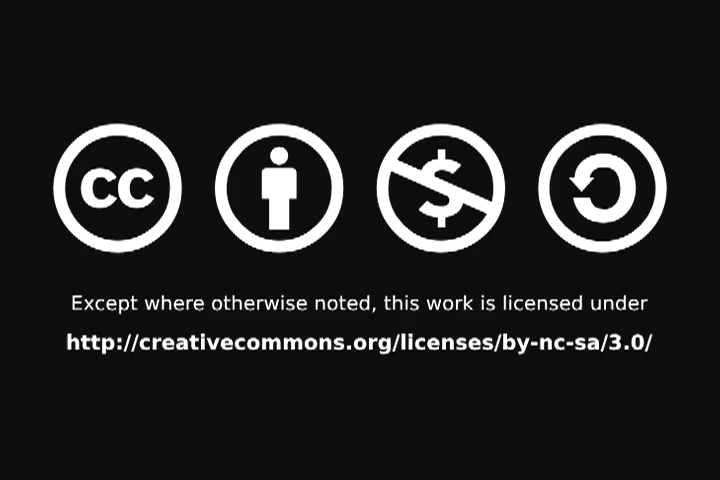 cc
Except where otherwise noted, this work is licensed under
http://creativecommons.org/licenses/by-nc-sa/3.0/